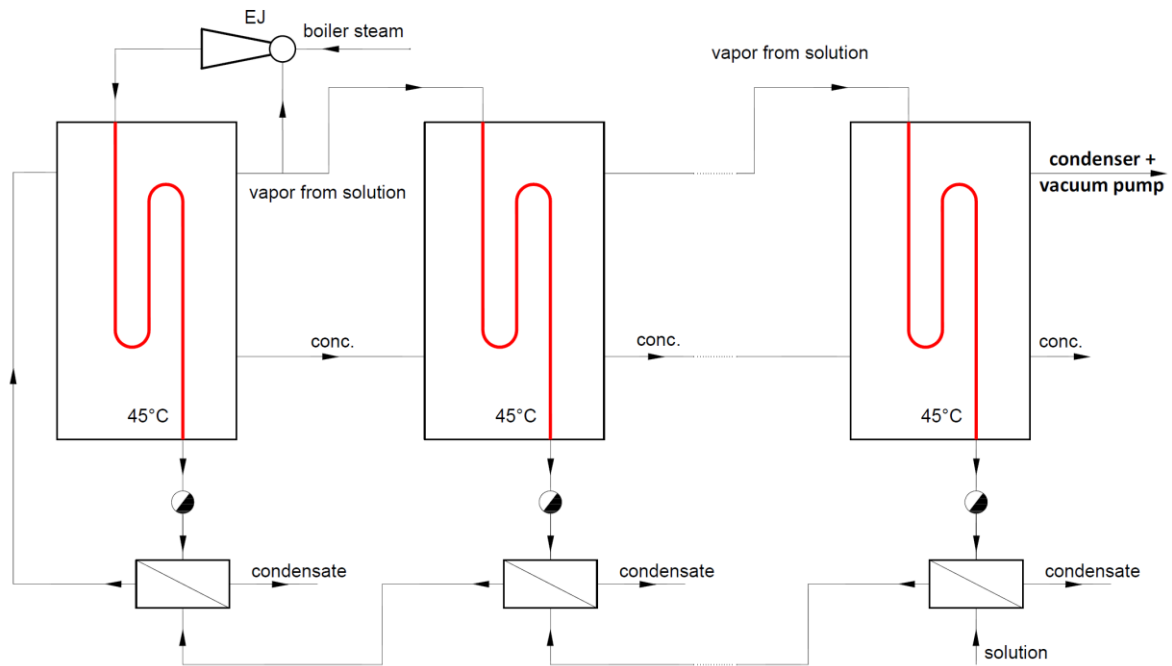 EJ
boiler steam
vapor from solution
vapor from solution
condenser +
vacuum pump
conc.
conc.
conc.
45°C
45°C
45°C
condensate
condensate
condensate
solution